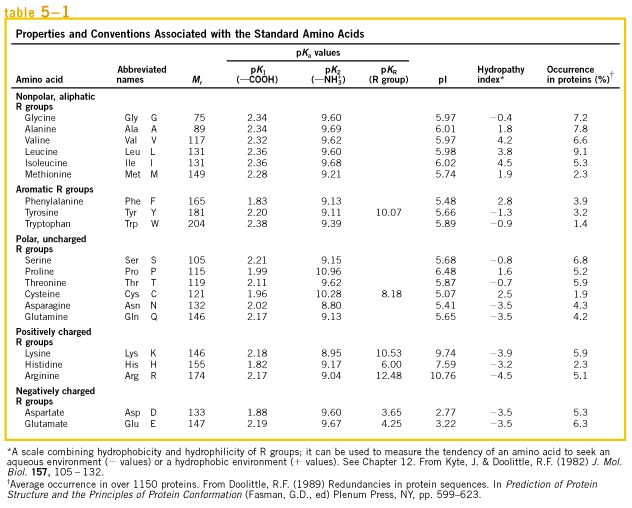 table 5–1
Properties and Conventions Associated with the Standard Amino Acids
pKa values
Abbreviated pK1 pK2 pKR Hydropathy Occurrence
Amino acid names Mr (—COOH) (—NH3+) (R group) pI index* in proteins (%)†
Nonpolar, aliphatic
R groups
Glycine Gly G 75 2.34 9.60 5.97 −0.4 7.2
Alanine Ala A 89 2.34 9.69 6.01 1.8 7.8
Valine Val V 117 2.32 9.62 5.97 4.2 6.6
Leucine Leu L 131 2.36 9.60 5.98 3.8 9.1
Isoleucine Ile I 131 2.36 9.68 6.02 4.5 5.3
Methionine Met M 149 2.28 9.21 5.74 1.9 2.3
Aromatic R groups
Phenylalanine Phe F 165 1.83 9.13 5.48 2.8 3.9
Tyrosine Tyr Y 181 2.20 9.11 10.07 5.66 −1.3 3.2
Tryptophan Trp W 204 2.38 9.39 5.89 −0.9 1.4
Polar, uncharged
R groups
Serine Ser S 105 2.21 9.15 5.68 −0.8 6.8
Proline Pro P 115 1.99 10.96 6.48 1.6 5.2
Threonine Thr T 119 2.11 9.62 5.87 −0.7 5.9
Cysteine Cys C 121 1.96 10.28 8.18 5.07 2.5 1.9
Asparagine Asn N 132 2.02 8.80 5.41 −3.5 4.3
Glutamine Gln Q 146 2.17 9.13 5.65 −3.5 4.2
Positively charged
R groups
Lysine Lys K 146 2.18 8.95 10.53 9.74 −3.9 5.9
Histidine His H 155 1.82 9.17 6.00 7.59 −3.2 2.3
Arginine Arg R 174 2.17 9.04 12.48 10.76 −4.5 5.1
Negatively charged
R groups
Aspartate Asp D 133 1.88 9.60 3.65 2.77 −3.5 5.3
Glutamate Glu E 147 2.19 9.67 4.25 3.22 −3.5 6.3
*A scale combining hydrophobicity and hydrophilicity of R groups; it can be used to measure the tendency of an amino acid to seek an
aqueous environment (− values) or a hydrophobic environment (+ values). See Chapter 12. From Kyte, J. & Doolittle, R.F. (1982) J. Mol.
Biol. 157, 105–132.
†Average occurrence in over 1150 proteins. From Doolittle, R.F. (1989) Redundancies in protein sequences. In Prediction of Protein
Structure and the Principles of Protein Conformation (Fasman, G.D., ed) Plenum Press, NY, pp. 599–623.